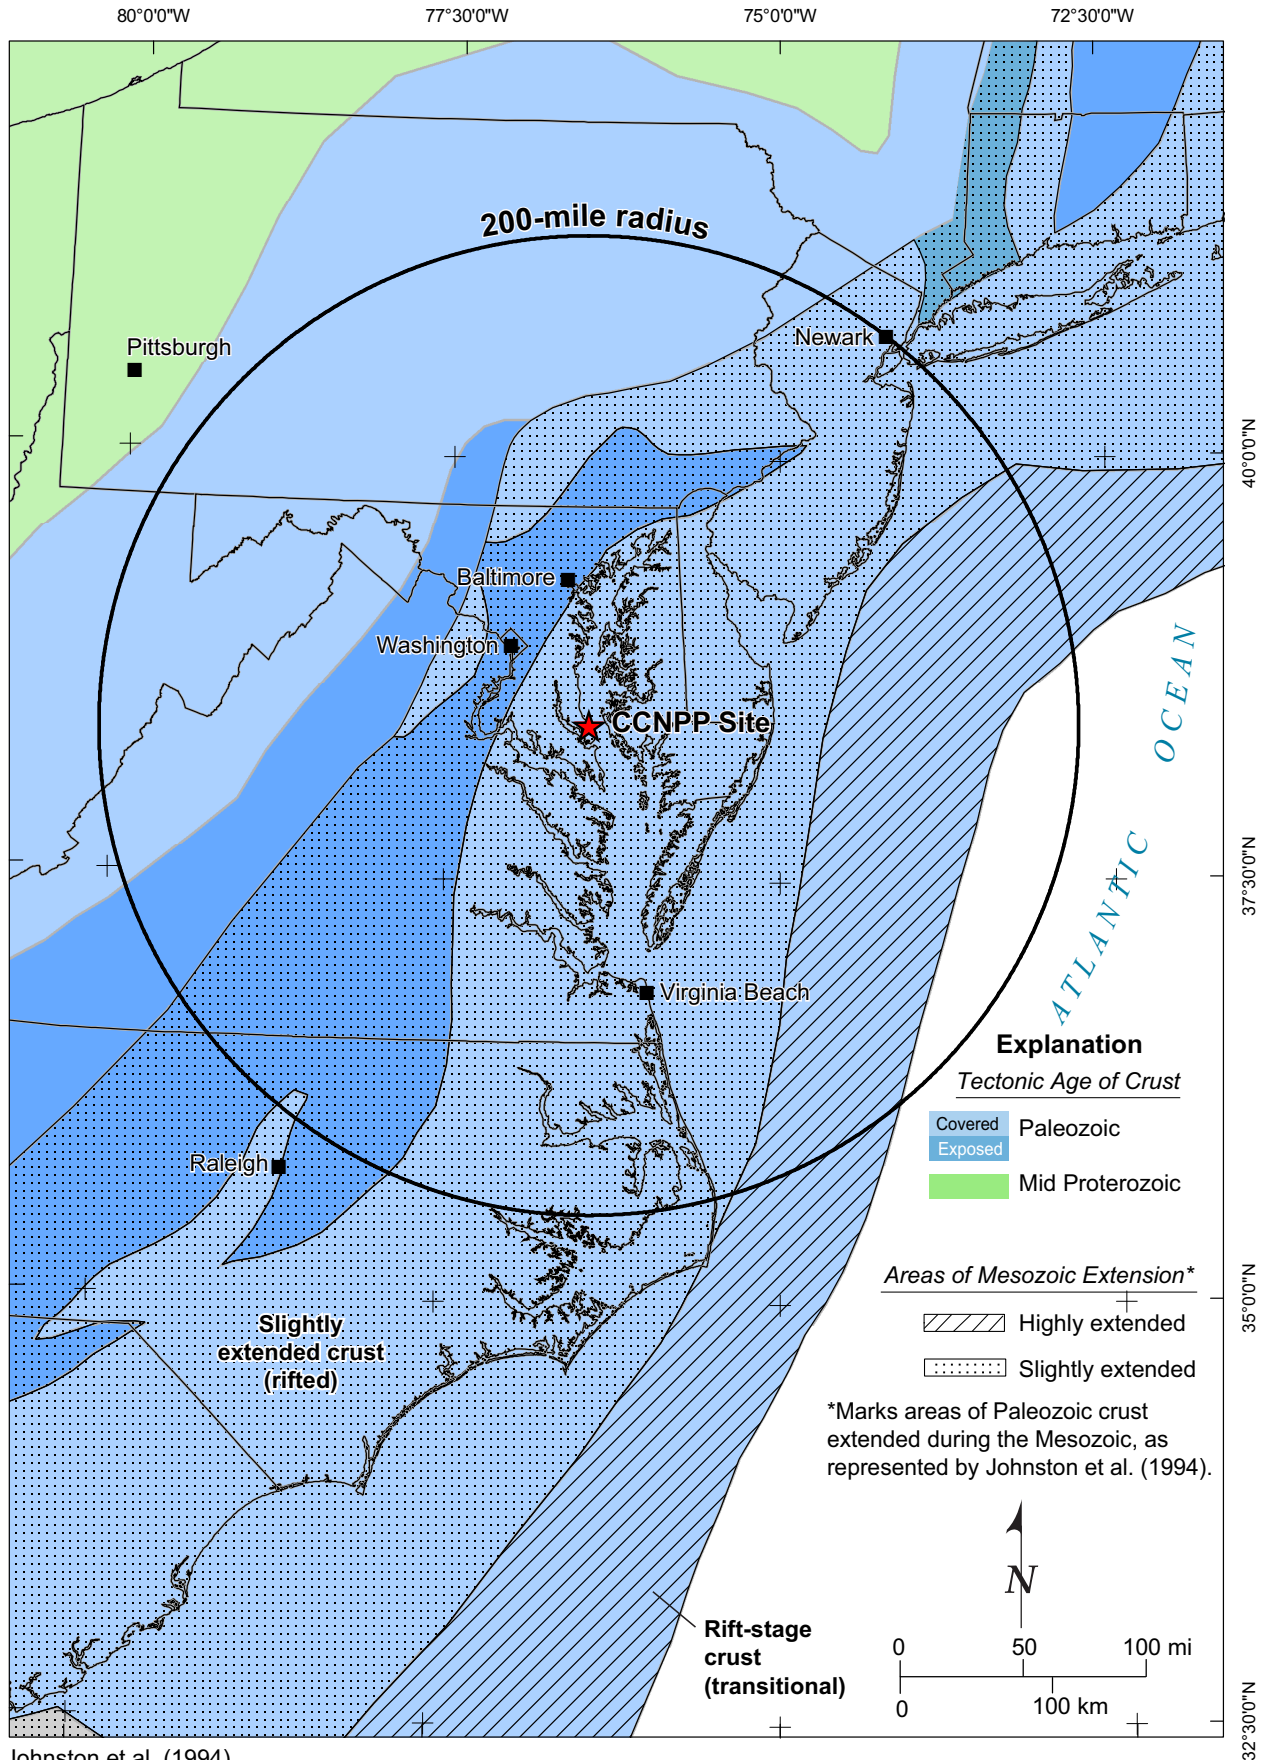 80°0'0"W
77°30'0"W
75°0'0"W
72°30'0"W
200-mile radius
Newark
Pittsburgh
40°0'0"N
Baltimore
Washington
CCNPP Site
ATLANTIC OCEAN
37°30'0"N
Virginia Beach
Explanation
Tectonic Age of Crust
Covered
Exposed
Paleozoic
Mid Proterozoic
Raleigh
Areas of Mesozoic Extension*
Highly extended
Slightly extended
*Marks areas of Paleozoic crust
extended during the Mesozoic, as
represented by Johnston et al. (1994).
35°0'0"N
Slightly
extended crust
(rifted)
N
Rift-stage
crust
(transitional)
0 50 100 mi
0 100 km
32°30'0"N
Johnston et al. (1994)